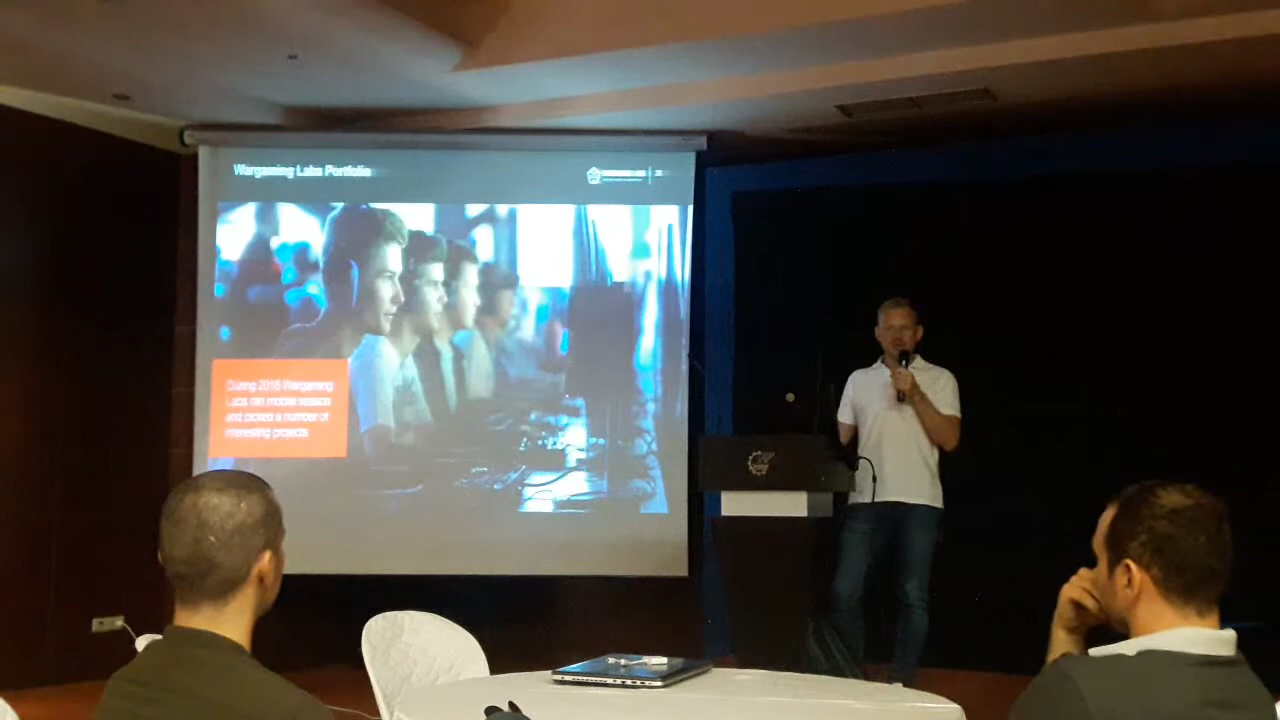 Wargaming Labs Portfolio
During 2018 Wargaming
Labs ran mobile session
and picked a number of
interesting projects